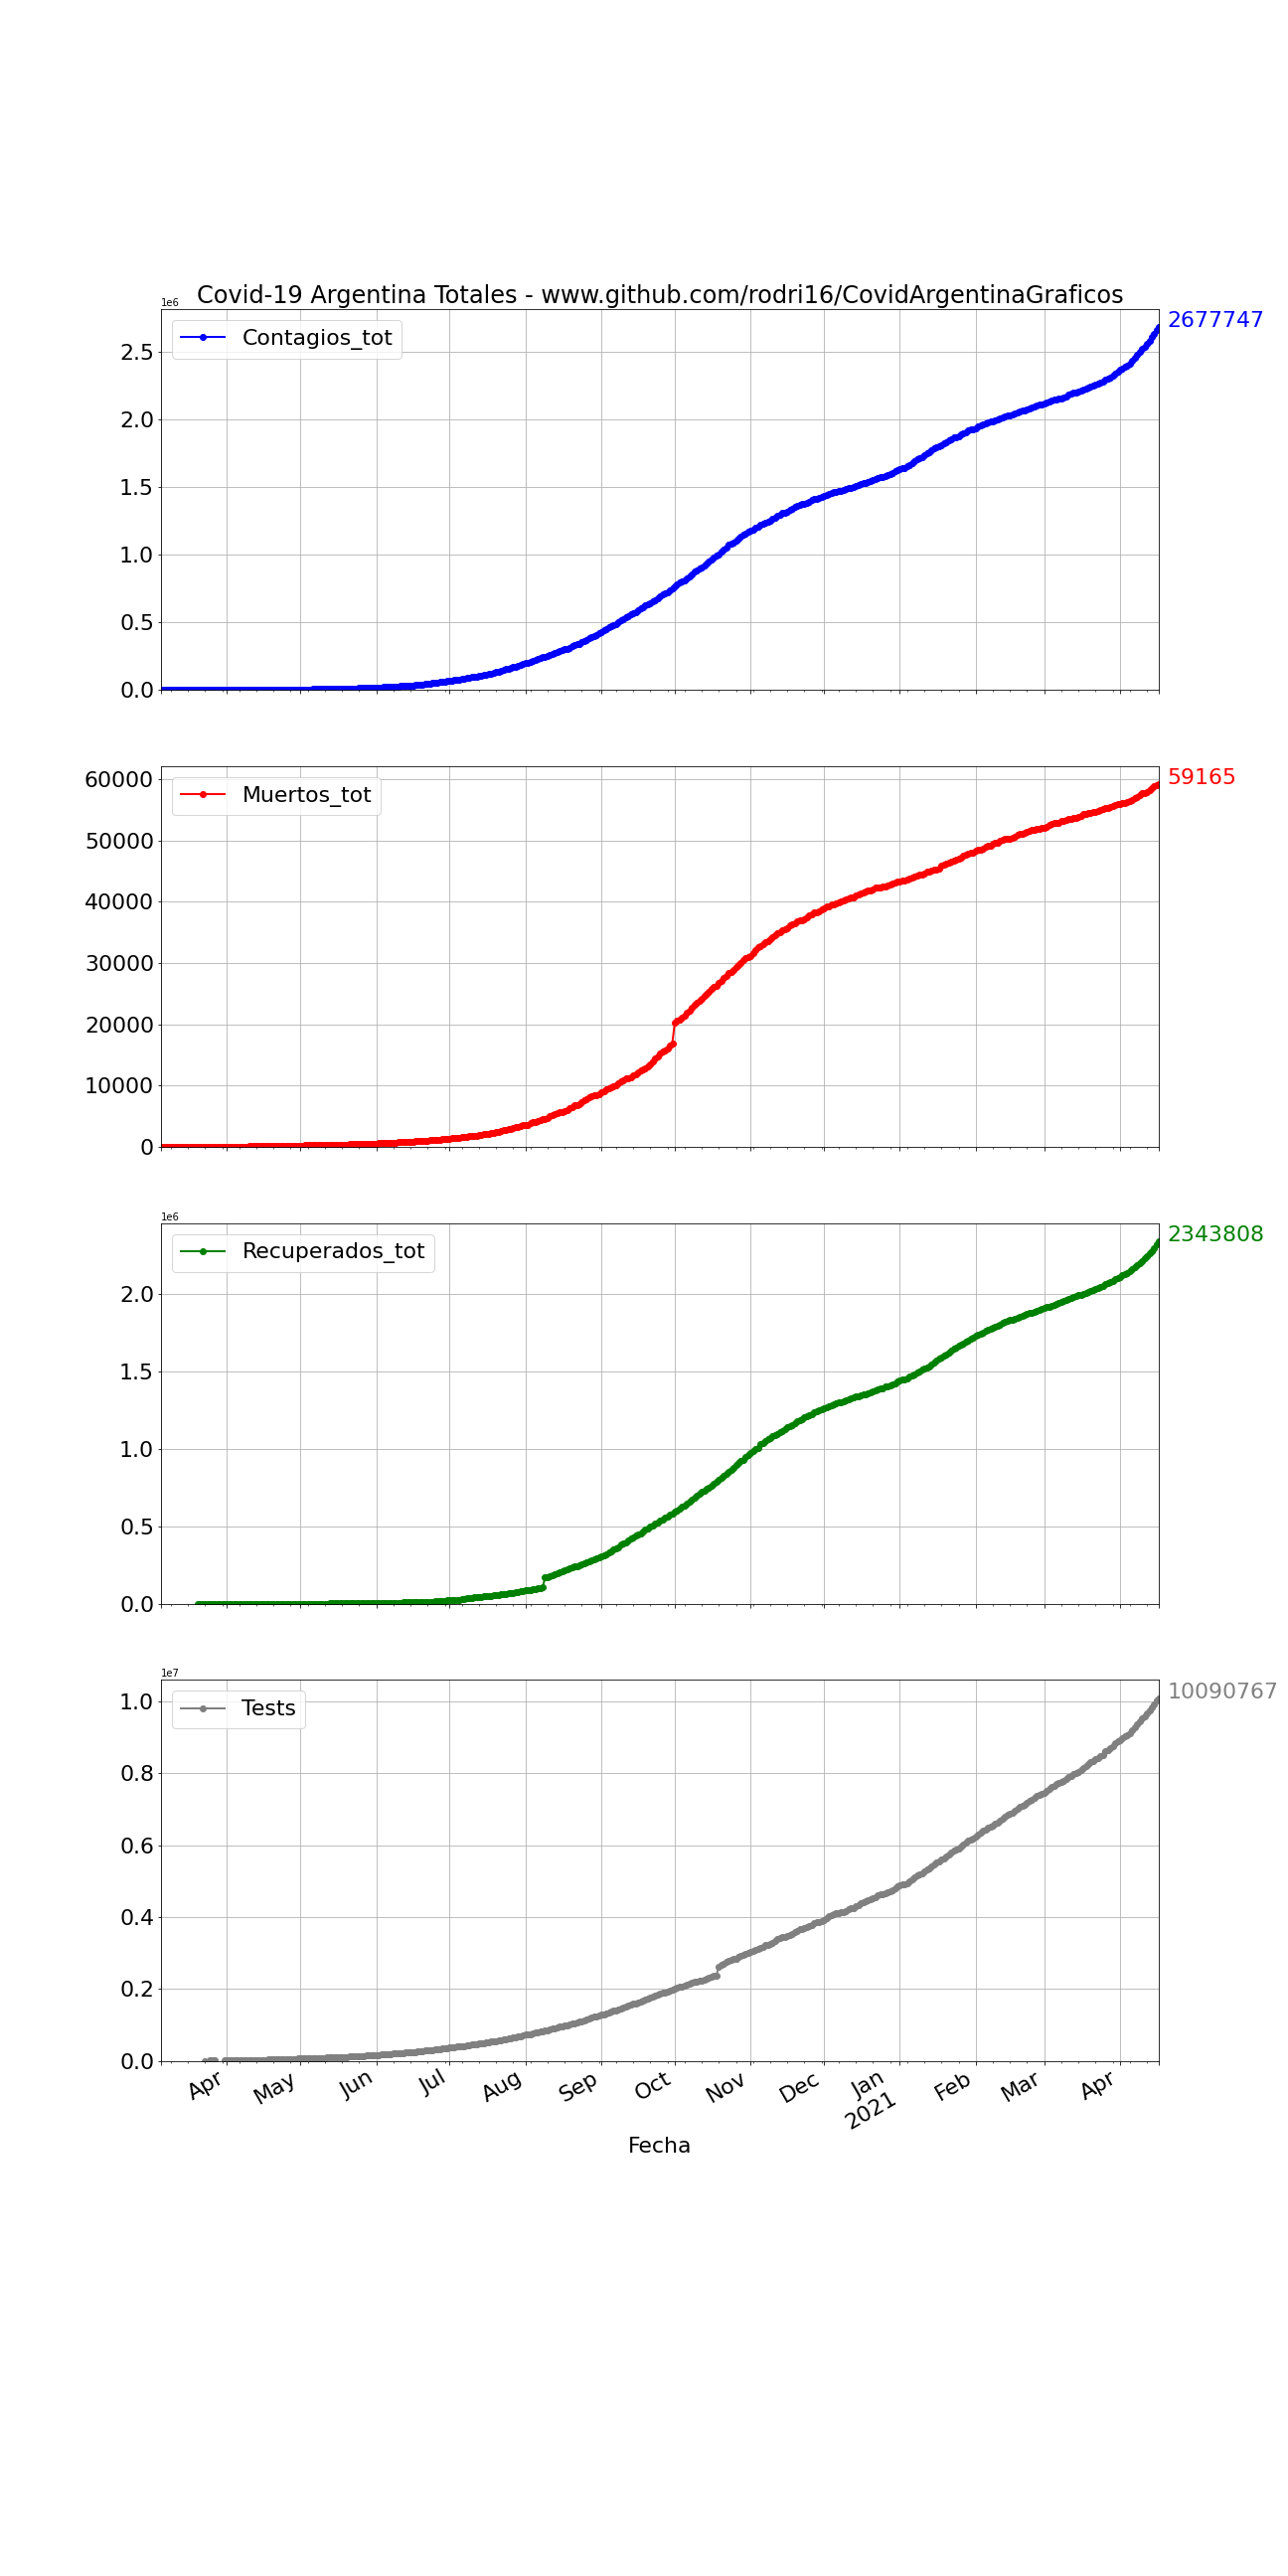 Covid-19 Argentina Totales - www.github.com/rodri16/CovidArgentinaGraficos
1e6
2677747
Contagios_tot
2.5
2.0
1.5
1.0
0.5
0.0
59165
Muertos_tot
60000
50000
40000
30000
20000
10000
0
1e6
2343808
Recuperados_tot
2.0
1.5
1.0
0.5
0.0
1e7
10090767
Tests
1.0
0.8
0.6
0.4
0.2
0.0
Apr May Jun Jul Aug Sep Oct Nov Dec Jan Feb Mar Apr
2021
Fecha